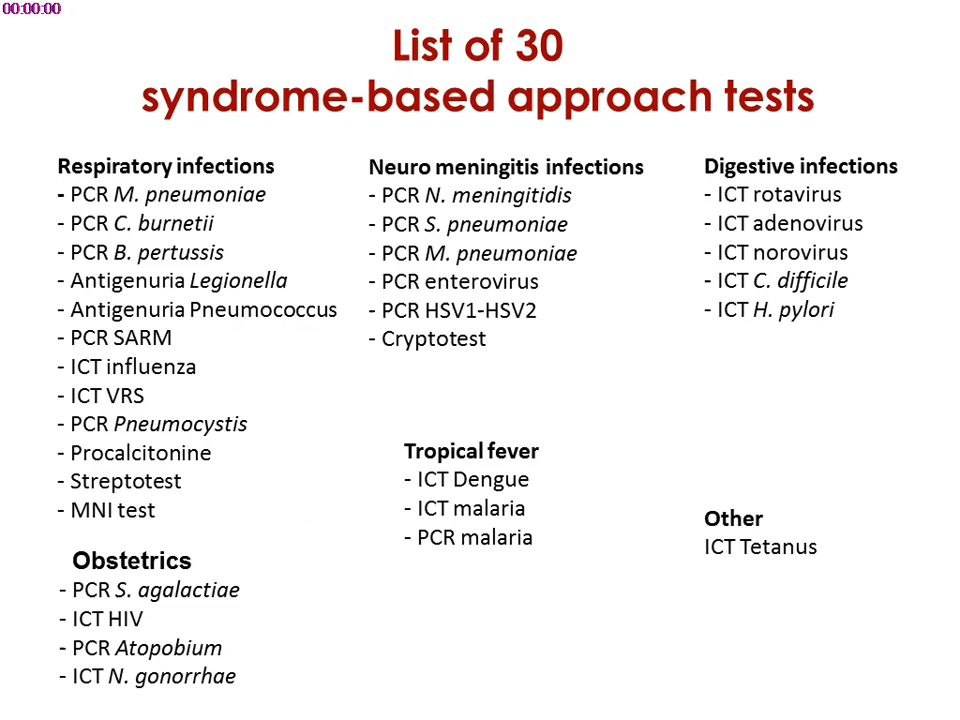 00:00:00
List of 30
syndrome-based approach tests
Respiratory infections
- PCR M. pneumoniae
- PCR C. burnetii
- PCR B. pertussis
- Antigenuria Legionella
- Antigenuria Pneumococcus
- PCR SARM
- ICT influenza
- ICT VRS
- PCR Pneumocystis
- Procalcitonine
- Streptotest
- MNI test
Obstetrics
- PCR S. agalactiae
- ICT HIV
- PCR Atopobium
- ICT N. gonorrhae
Neuro meningitis infections
- PCR N. meningitidis
- PCR S. pneumoniae
- PCR M. pneumoniae
- PCR enterovirus
- PCR HSV1-HSV2
- Cryptotest
Tropical fever
- ICT Dengue
- ICT malaria
- PCR malaria
Digestive infections
- ICT rotavirus
- ICT adenovirus
- ICT norovirus
- ICT C. difficile
- ICT H. pylori
Other
ICT Tetanus